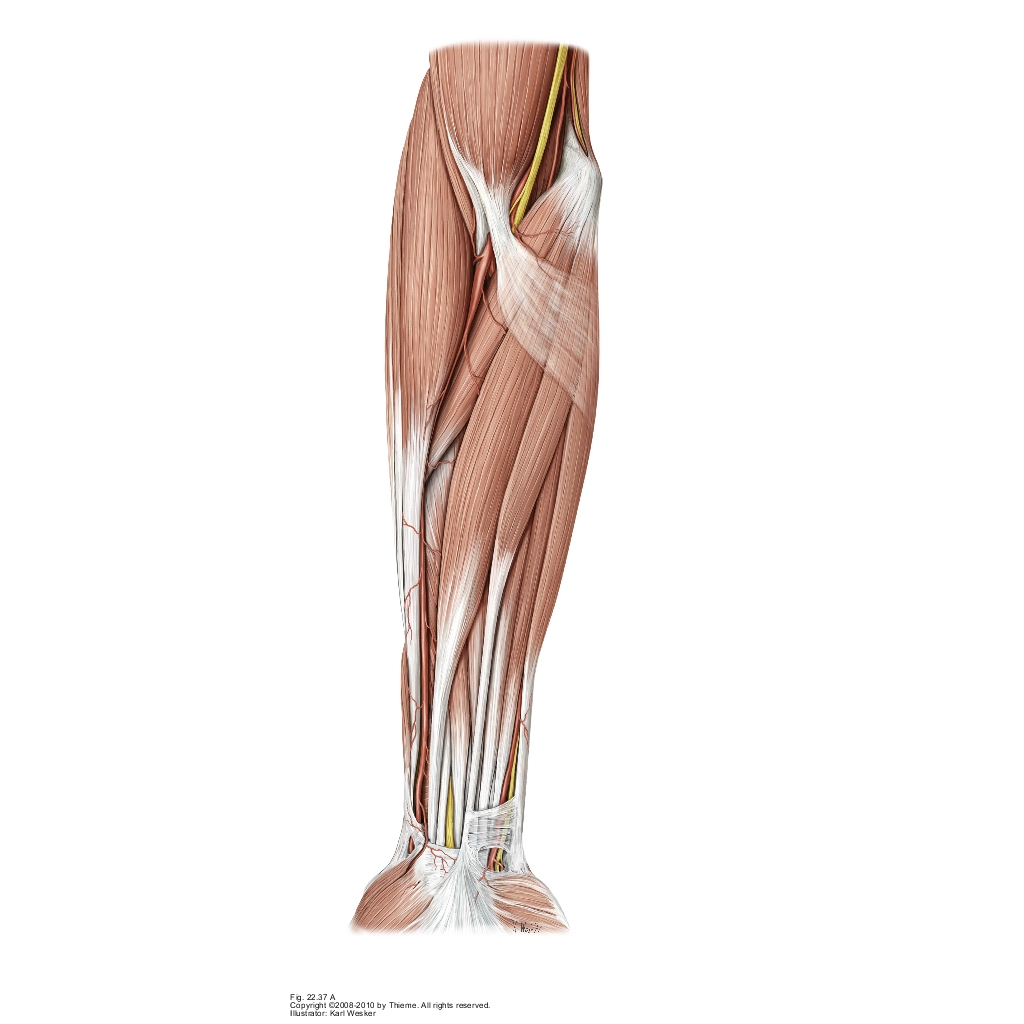 Fig. 22.37 A
Copyright ©2008-2010 by Thieme. All rights reserved.
Illustrator: Karl Wesker